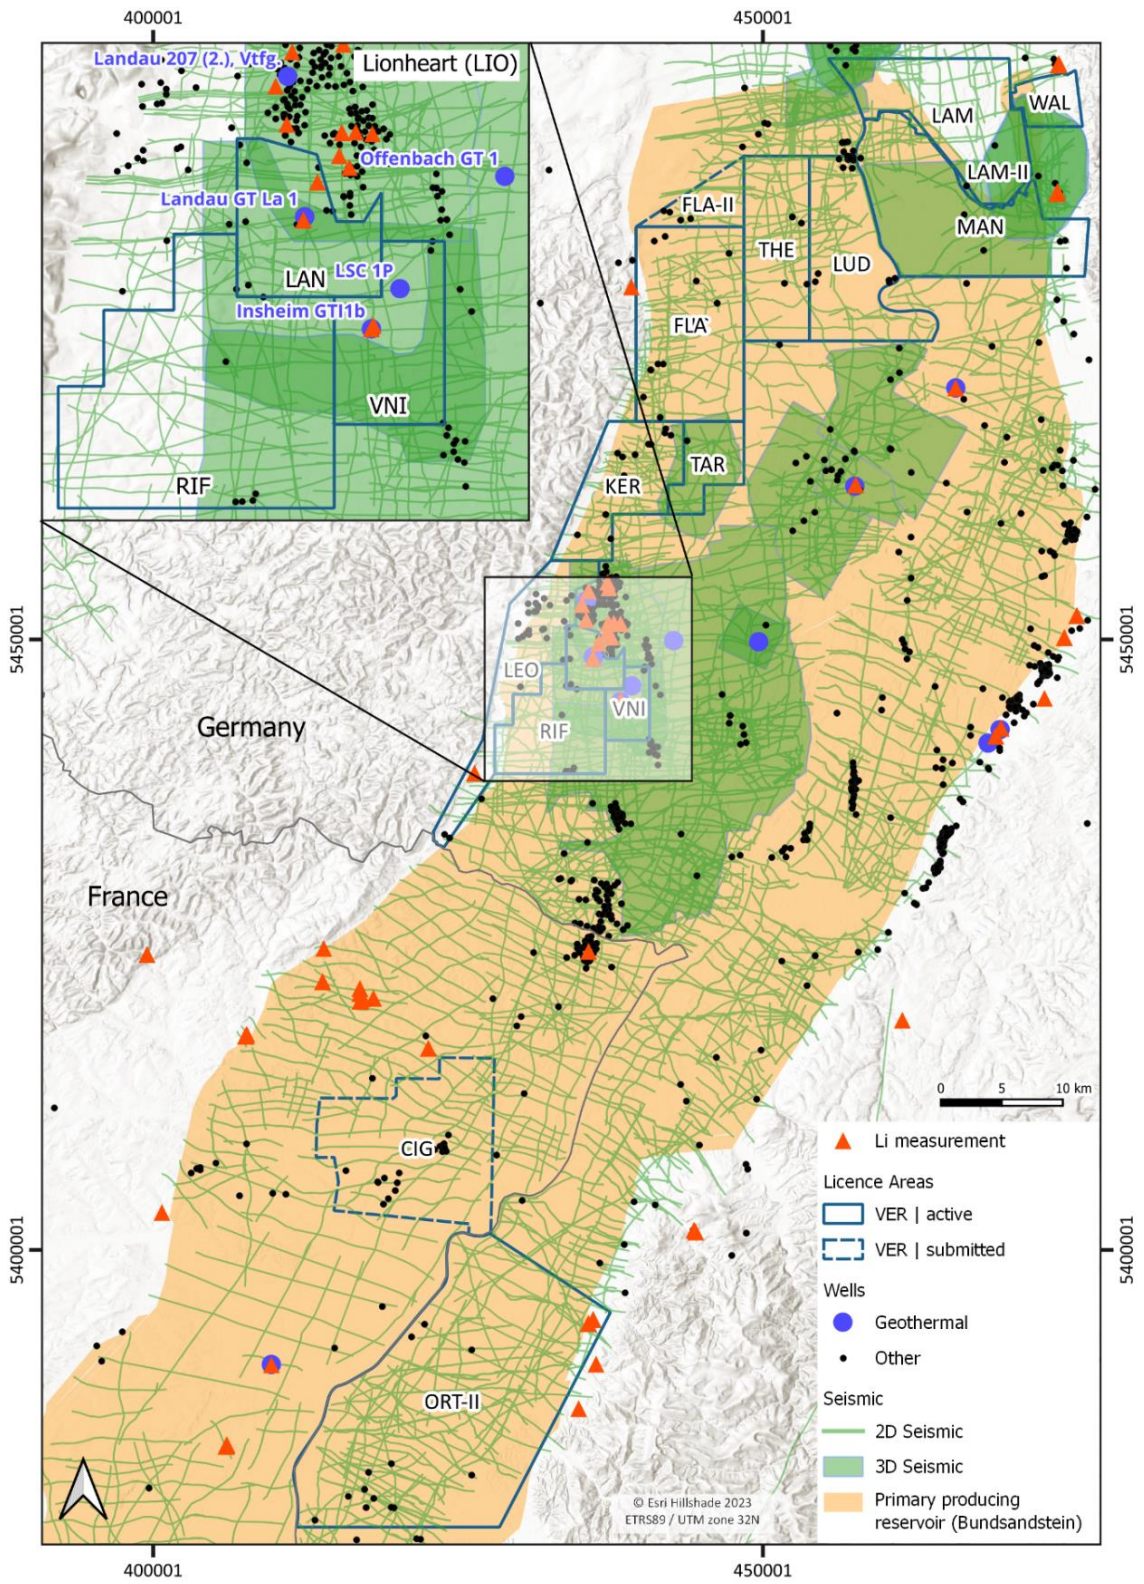 400001
450001
Landau 207 (2.), Vtfg.
Lionheart (LIO)
Offenbach GT 1
Landau GT La 1
LAN
LSC 1P
Insheim GTI1b
VNI
RIF
LAM
WAL
LAM-II
MAN
FLA-II
THE
LUD
FLA
TAR
KER
5450001
5450001
LEO
VNI
RIF
Germany
France
CIG
ORT-II
5400001
5400001
0 5 10 km
Li measurement
Licence Areas
VER | active
VER | submitted
Wells
Geothermal
Other
Seismic
2D Seismic
3D Seismic
Primary producing
reservoir (Bundsandstein)
© Esri Hillshade 2023
ETRS89 / UTM zone 32N
400001
450001